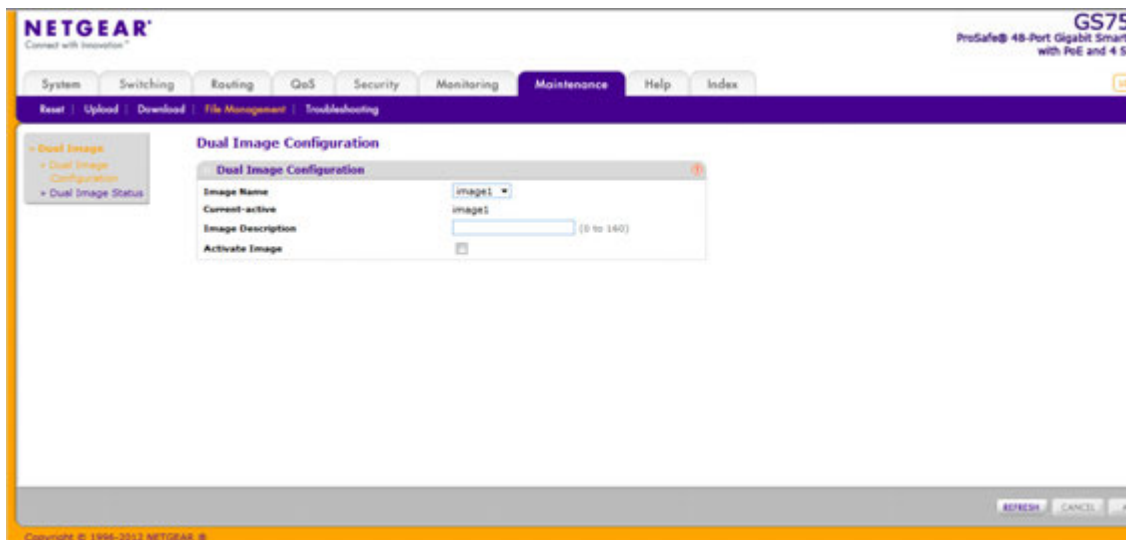 NETGEAR®
Connect with Innovation™
GS75
ProSafe® 48-Port Gigabit Smart
with PoE and 4 S
System Switching Routing QoS Security Monitoring Maintenance Help Index
Reset | Upload | Download | File Management | Troubleshooting
Dual Image
Dual Image Configuration
Dual Image Status
Dual Image Configuration
Dual Image Configuration
Image Name image1
Current-active image1
Image Description (0 to 160)
Activate Image
REFRESH CANCEL
Copyright © 1996-2012 NETGEAR ®